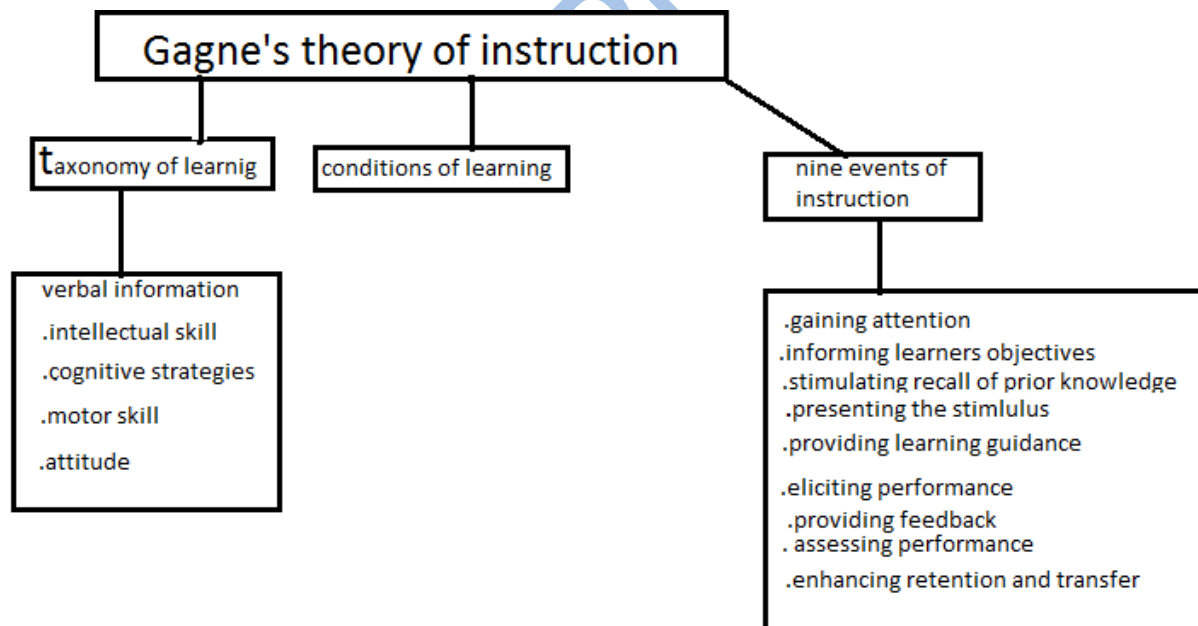 Gagne's theory of instruction
taxonomy of learnig
conditions of learning
nine events of
instruction
verbal information
.intellectual skill
.cognitive strategies
.motor skill
.attitude
.gaining attention
.informing learners objectives
.stimulating recall of prior knowledge
.presenting the stimlulus
.providing learning guidance
.eliciting performance
.providing feedback
. assessing performance
.enhancing retention and transfer